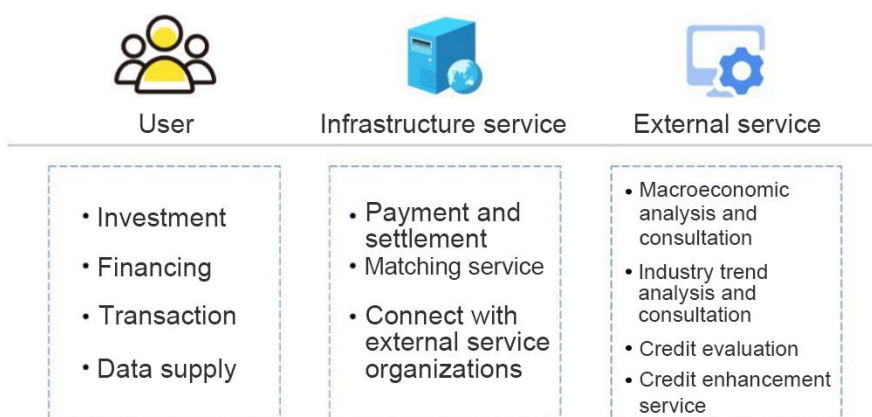 User
Infrastructure service
External service
• Investment
• Financing
• Transaction
• Data supply
• Payment and
settlement
• Matching service
• Connect with
external service
organizations
• Macroeconomic
analysis and
consultation
• Industry trend
analysis and
consultation
• Credit evaluation
• Credit enhancement
service